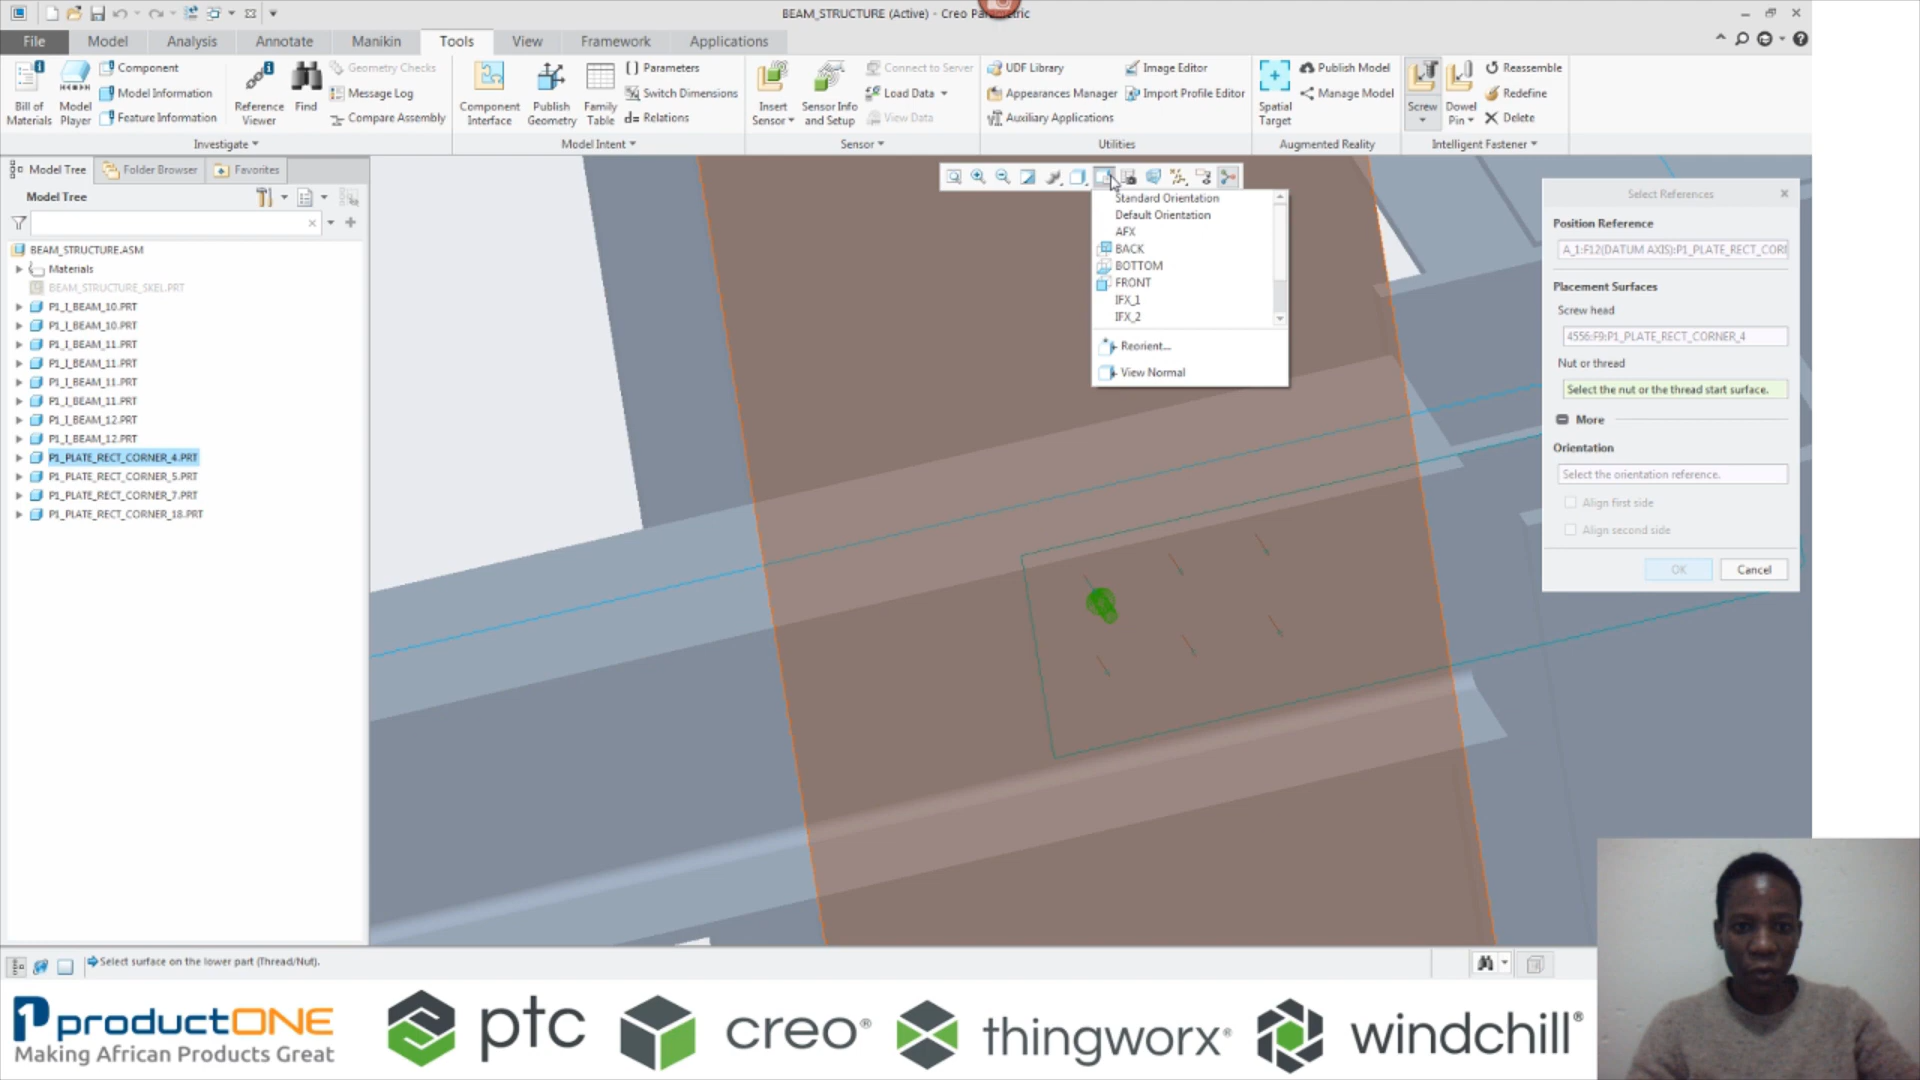 BEAM_STRUCTURE (Active) - Creo Parametric
File Model Analysis Annotate Manikin Tools View Framework Applications
Bill of Materials
Model Player
Component
Model Information
Feature Information
Reference Viewer
Find
Geometry Checks
Message Log
Compare Assembly
Investigate
Component Interface
Publish Geometry
Family Table
Parameters
Switch Dimensions
Relations
Model Intent
Insert Sensor
Sensor Info and Setup
Connect to Server
Load Data
View Data
Sensor
UDF Library
Appearances Manager
Auxiliary Applications
Image Editor
Import Profile Editor
Utilities
Spatial Target
Publish Model
Manage Model
Augmented Reality
Screw
Dowel Pin
Reassemble
Redefine
Delete
Intelligent Fastener
Model Tree Folder Browser Favorites
Model Tree
BEAM_STRUCTURE.ASM
Materials
BEAM_STRUCTURE_SKEL.PRT
P1_I_BEAM_10.PRT
P1_I_BEAM_10.PRT
P1_I_BEAM_11.PRT
P1_I_BEAM_11.PRT
P1_I_BEAM_11.PRT
P1_I_BEAM_11.PRT
P1_I_BEAM_12.PRT
P1_I_BEAM_12.PRT
P1_PLATE_RECT_CORNER_4.PRT
P1_PLATE_RECT_CORNER_5.PRT
P1_PLATE_RECT_CORNER_7.PRT
P1_PLATE_RECT_CORNER_18.PRT
Standard Orientation
Default Orientation
AFX
BACK
BOTTOM
FRONT
IFX_1
IFX_2
Reorient...
View Normal
Select References
Position Reference
A_1:F12(DATUM AXIS):P1_PLATE_RECT_CORN
Placement Surfaces
Screw head
4556:F9:P1_PLATE_RECT_CORNER_4
Nut or thread
Select the nut or the thread start surface.
More
Orientation
Select the orientation reference.
Align first side
Align second side
OK Cancel
Select surface on the lower part (Thread/Nut).
1 productONE
Making African Products Great
ptc
creo®
thingworx®
windchill®